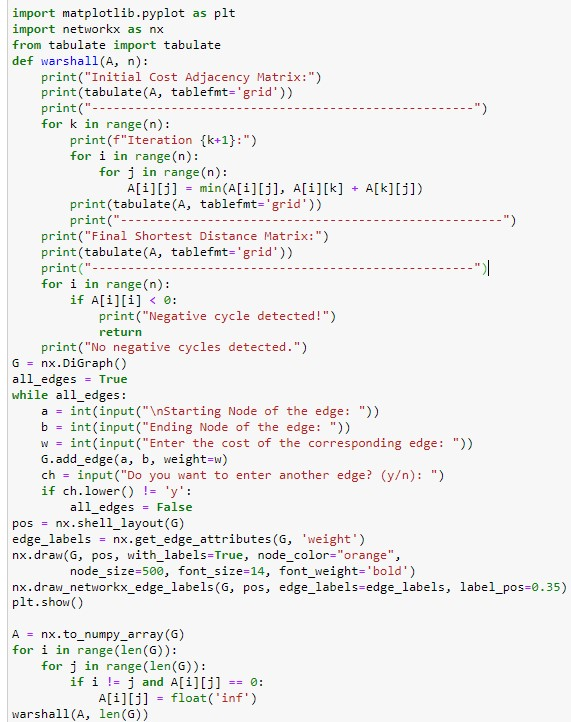 import matplotlib.pyplot as plt
import networkx as nx
from tabulate import tabulate
def warshall(A, n):
    print("Initial Cost Adjacency Matrix:")
    print(tabulate(A, tablefmt='grid'))
    print("-----------------------------------------------------")
    for k in range(n):
        print(f"Iteration {k+1}:")
        for i in range(n):
            for j in range(n):
                A[i][j] = min(A[i][j], A[i][k] + A[k][j])
        print(tabulate(A, tablefmt='grid'))
        print("-----------------------------------------------------")
    print("Final Shortest Distance Matrix:")
    print(tabulate(A, tablefmt='grid'))
    print("-----------------------------------------------------")
    for i in range(n):
        if A[i][i] < 0:
            print("Negative cycle detected!")
            return
    print("No negative cycles detected.")
G = nx.DiGraph()
all_edges = True
while all_edges:
    a = int(input("\nStarting Node of the edge: "))
    b = int(input("Ending Node of the edge: "))
    w = int(input("Enter the cost of the corresponding edge: "))
    G.add_edge(a, b, weight=w)
    ch = input("Do you want to enter another edge? (y/n): ")
    if ch.lower() != 'y':
        all_edges = False
pos = nx.shell_layout(G)
edge_labels = nx.get_edge_attributes(G, 'weight')
nx.draw(G, pos, with_labels=True, node_color="orange",
        node_size=500, font_size=14, font_weight='bold')
nx.draw_networkx_edge_labels(G, pos, edge_labels=edge_labels, label_pos=0.35)
plt.show()

A = nx.to_numpy_array(G)
for i in range(len(G)):
    for j in range(len(G)):
        if i != j and A[i][j] == 0:
            A[i][j] = float('inf')
warshall(A, len(G))